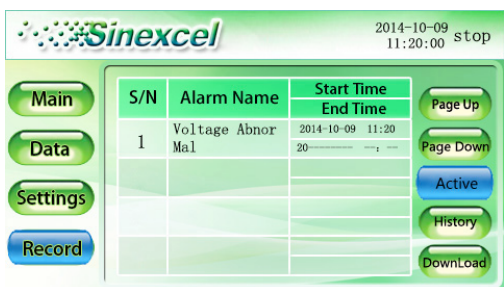 Sinexcel
2014-10-09
11:20:00 stop
Main
Data
Settings
Record
S/N Alarm Name Start Time
End Time
1 Voltage Abnor
Mal
2014-10-09 11:20
20-------- --: --
Page Up
Page Down
Active
History
DownLoad